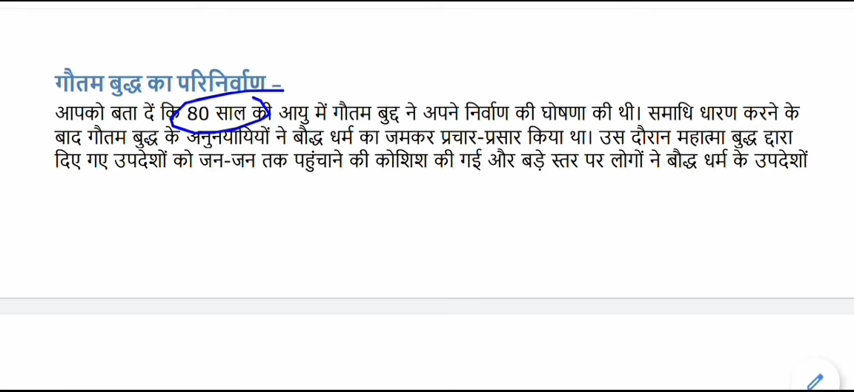 गौतम बुद्ध का परिनिर्वाण –
आपको बता दें कि 80 साल की आयु में गौतम बुद्द ने अपने निर्वाण की घोषणा की थी। समाधि धारण करने के
बाद गौतम बुद्ध के अनुनयायियों ने बौद्ध धर्म का जमकर प्रचार-प्रसार किया था। उस दौरान महात्मा बुद्ध द्दारा
दिए गए उपदेशों को जन-जन तक पहुंचाने की कोशिश की गई और बड़े स्तर पर लोगों ने बौद्ध धर्म के उपदेशों